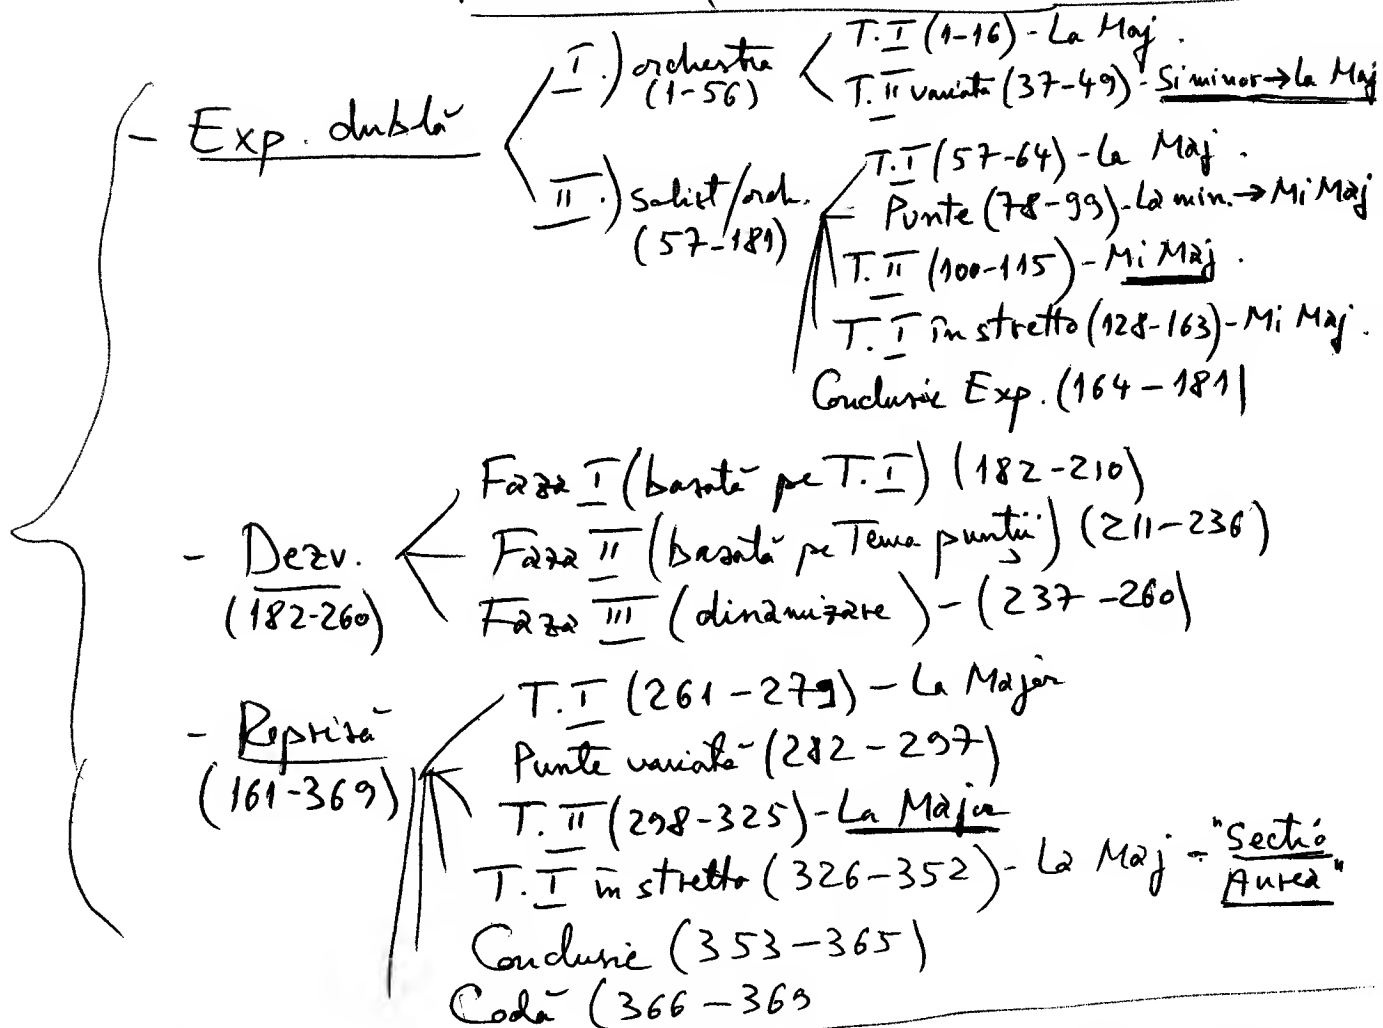 I.) orchestra (1-56)
T.I (1-16) - La Maj.
T.II variată (37-49) - Si minor → La Maj
- Exp. dublă
II.) Solist/orch. (57-181)
T.I (57-64) - La Maj.
Punte (78-99) - La min. → Mi Maj
T.II (100-115) - Mi Maj.
T.I în stretto (128-163) - Mi Maj.
Concluzie Exp. (164-181)
- Dezv.
(182-260)
Faza I (bazată pe T.I) (182-210)
Faza II (bazată pe Tema punții) (211-236)
Faza III (dinamizare) - (237-260)
- Repriză
(161-369)
T.I (261-279) - La Major
Punte variată (282-297)
T.II (298-325) - La Major
T.I în stretto (326-352) - La Maj - "Sectio Aurea"
Concluzie (353-365)
Codă (366-369